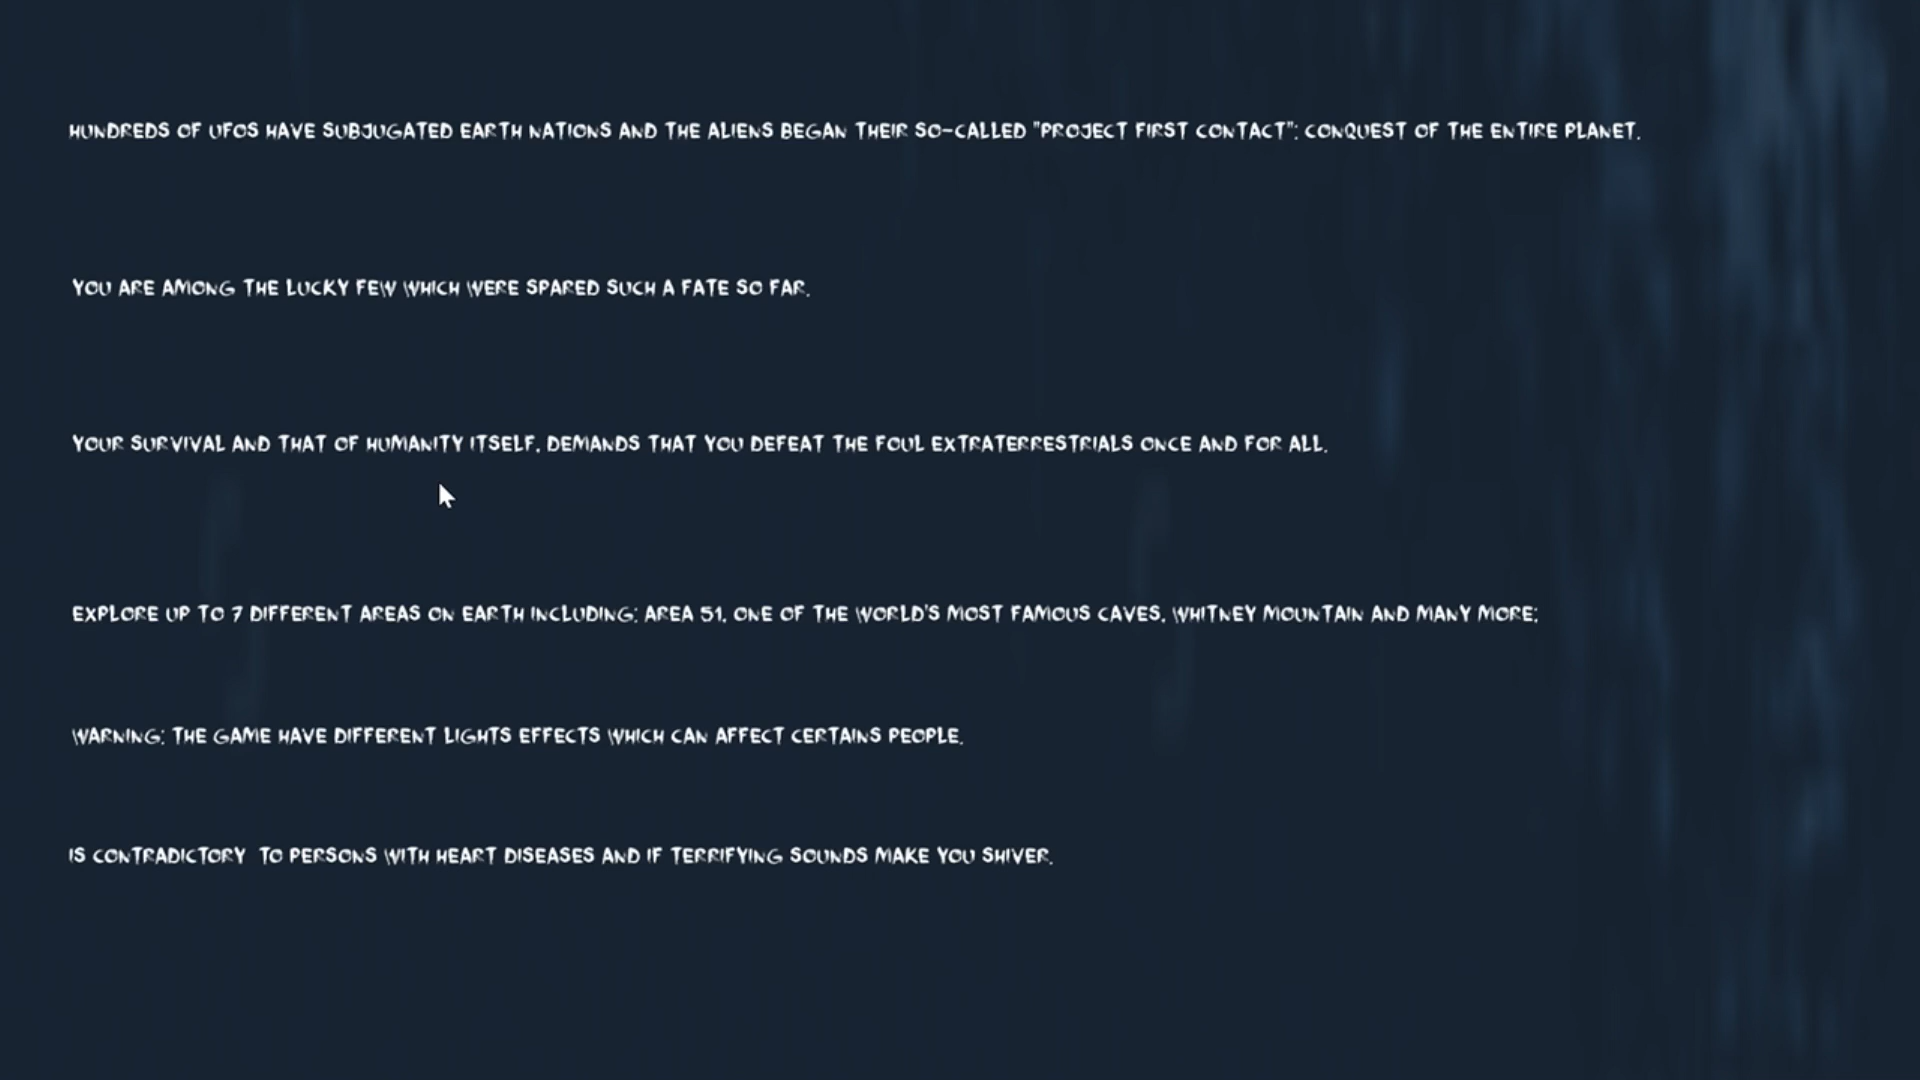 HUNDREDS OF UFOS HAVE SUBJUGATED EARTH NATIONS AND THE ALIENS BEGAN THEIR SO-CALLED "PROJECT FIRST CONTACT": CONQUEST OF THE ENTIRE PLANET.
YOU ARE AMONG THE LUCKY FEW WHICH WERE SPARED SUCH A FATE SO FAR.
YOUR SURVIVAL AND THAT OF HUMANITY ITSELF, DEMANDS THAT YOU DEFEAT THE FOUL EXTRATERRESTRIALS ONCE AND FOR ALL.
EXPLORE UP TO 7 DIFFERENT AREAS ON EARTH INCLUDING: AREA 51, ONE OF THE WORLD'S MOST FAMOUS CAVES, WHITNEY MOUNTAIN AND MANY MORE;
WARNING: THE GAME HAVE DIFFERENT LIGHTS EFFECTS WHICH CAN AFFECT CERTAINS PEOPLE.
IS CONTRADICTORY  TO PERSONS WITH HEART DISEASES AND IF TERRIFYING SOUNDS MAKE YOU SHIVER.